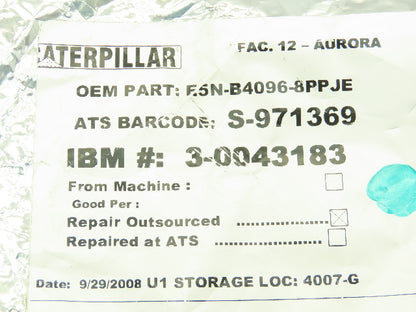 CATERPILLAR
FAC. 12 – AURORA
OEM PART: E5N-B4096-8PPJE
ATS BARCODE: S-971369
IBM #: 3-0043183
From Machine :
Good Per :
Repair Outsourced ....................
Repaired at ATS ....................
Date: 9/29/2008 U1 STORAGE LOC: 4007-G